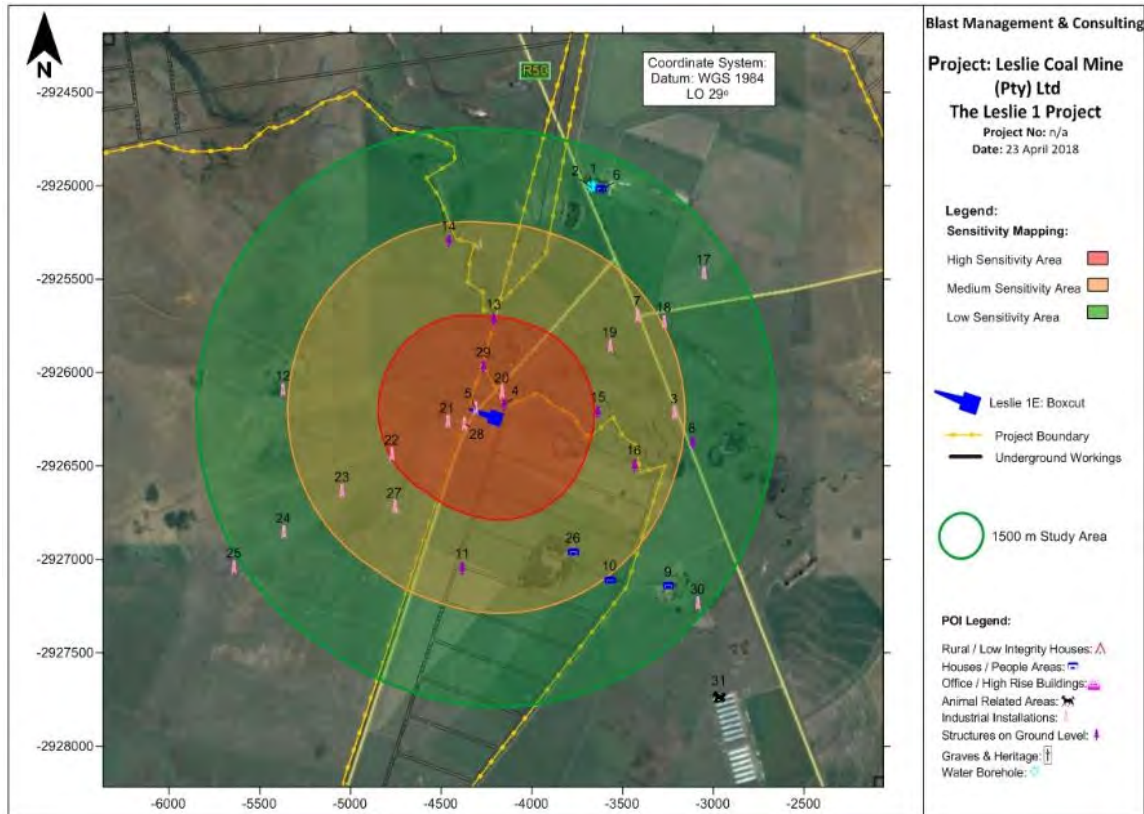 N
Coordinate System:
Datum: WGS 1984
LO 29º
R50
-2924500
-2925000
-2925500
-2926000
-2926500
-2927000
-2927500
-2928000
2
1
6
14
17
7
18
13
19
29
20
12
5
4
15
3
21
28
8
22
16
23
27
24
26
25
11
10
9
30
31
-6000
-5500
-5000
-4500
-4000
-3500
-3000
-2500
Blast Management & Consulting
Project: Leslie Coal Mine
(Pty) Ltd
The Leslie 1 Project
Project No: n/a
Date: 23 April 2018
Legend:
Sensitivity Mapping:
High Sensitivity Area
Medium Sensitivity Area
Low Sensitivity Area
Leslie 1E: Boxcut
Project Boundary
Underground Workings
1500 m Study Area
POI Legend:
Rural / Low Integrity Houses:
Houses / People Areas:
Office / High Rise Buildings:
Animal Related Areas:
Industrial Installations:
Structures on Ground Level:
Graves & Heritage:
Water Borehole: